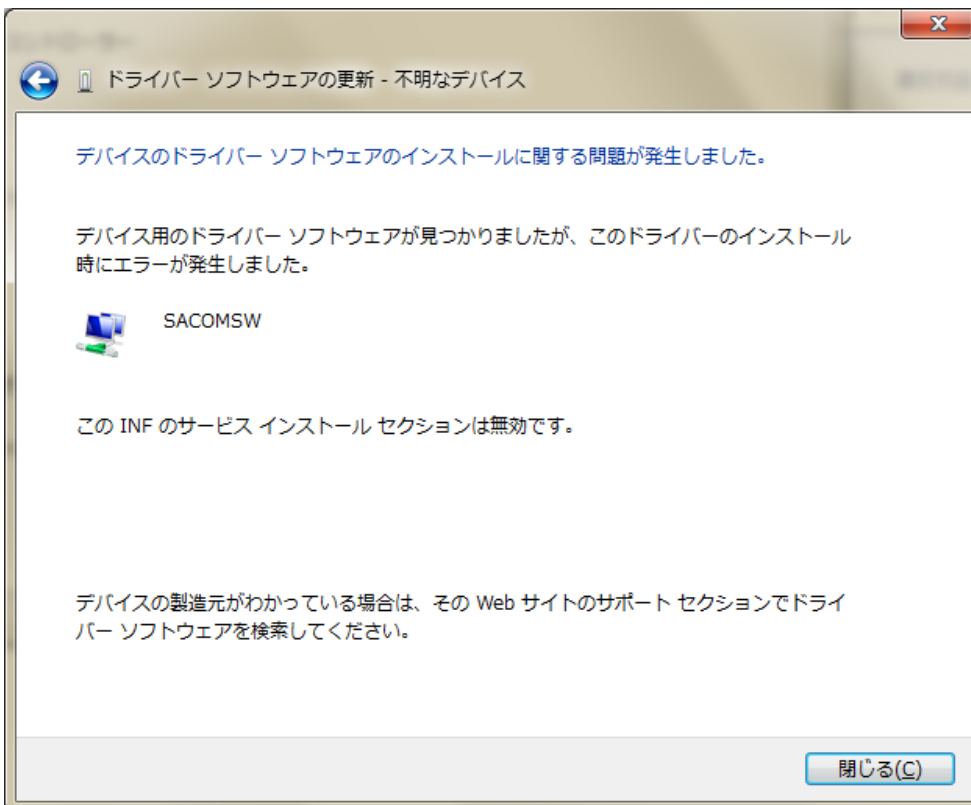 ドライバー ソフトウェアの更新 - 不明なデバイス
デバイスのドライバー ソフトウェアのインストールに関する問題が発生しました。
デバイス用のドライバー ソフトウェアが見つかりましたが、このドライバーのインストール
時にエラーが発生しました。
SACOMSW
この INF のサービス インストール セクションは無効です。
デバイスの製造元がわかっている場合は、その Web サイトのサポート セクションでドライ
バー ソフトウェアを検索してください。
閉じる(C)